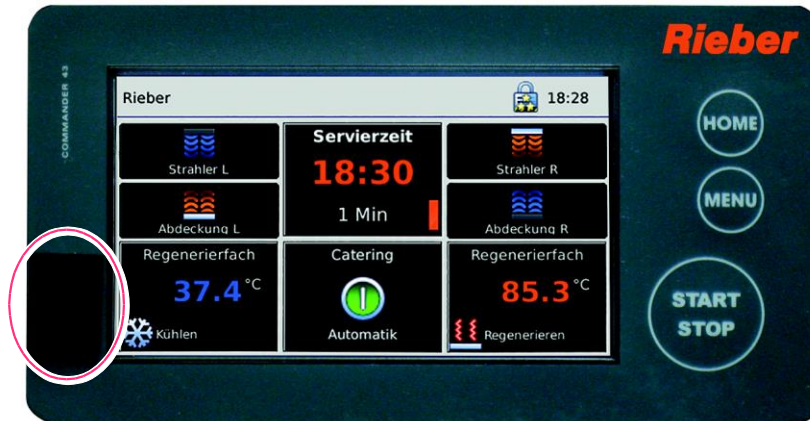 Rieber
COMMANDER 43
Rieber
18:28
HOME
Strahler L
Servierzeit
18:30
1 Min
Strahler R
Abdeckung L
Abdeckung R
MENU
Regenerierfach
37.4 °C
Kühlen
Catering
Automatik
Regenerierfach
85.3 °C
Regenerieren
START
STOP